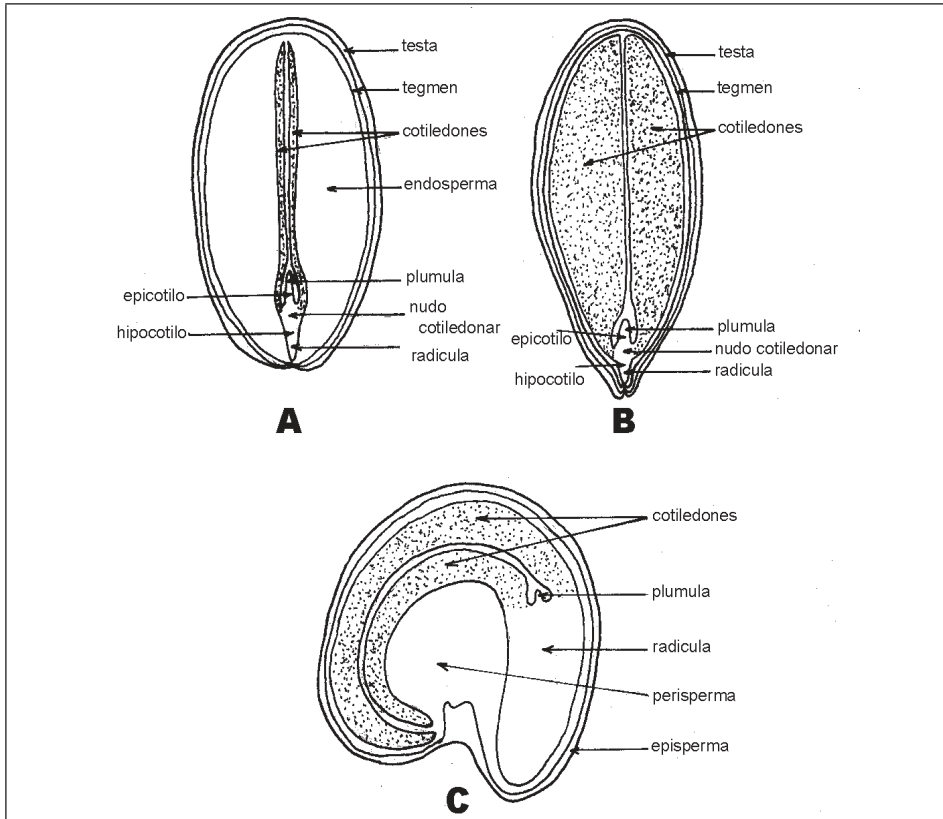 testa
tegmen
cotiledones
endosperma
plumula
epicotilo
nudo
cotiledonar
hipocotilo
radicula
A
testa
tegmen
cotiledones
plumula
epicotilo
nudo cotiledonar
hipocotilo
radicula
B
cotiledones
plumula
radicula
perisperma
episperma
C